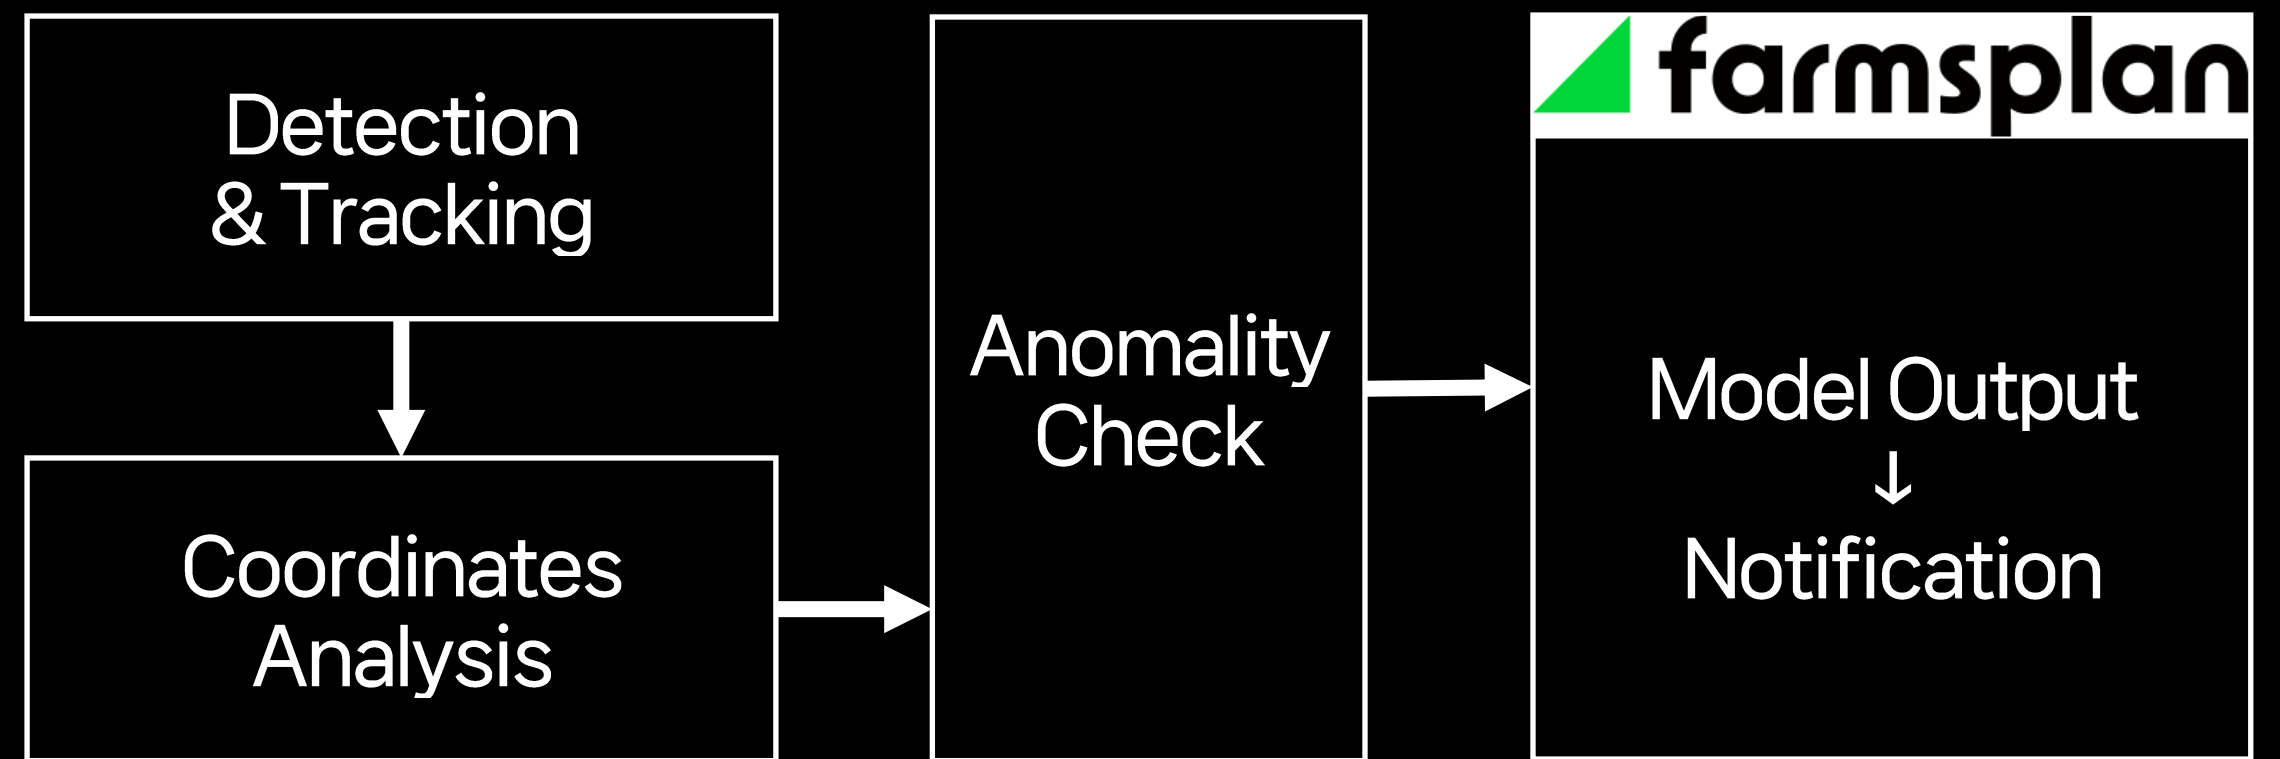 Detection
& Tracking
Coordinates
Analysis
Anomality
Check
farmsplan
Model Output
↓
Notification